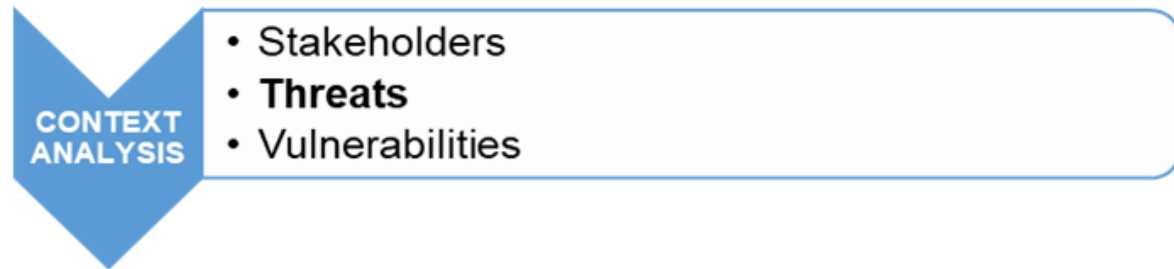 CONTEXT
ANALYSIS
• Stakeholders
• Threats
• Vulnerabilities